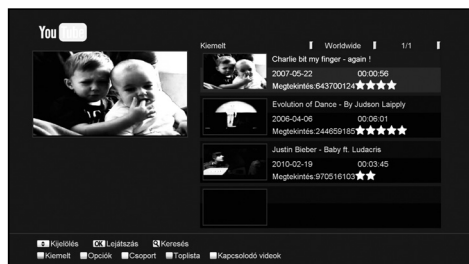 You Tube
Kiemelt Worldwide 1/1
Charlie bit my finger - again !
2007-05-22 00:00:56
Megtekintés:643700124
Evolution of Dance - By Judson Laipply
2006-04-06 00:06:01
Megtekintés:244659185
Justin Bieber - Baby ft. Ludacris
2010-02-19 00:03:45
Megtekintés:970516103
Kijelölés OK Lejátszás Keresés
Kiemelt Opciók Csoport Toplista Kapcsolodó videok